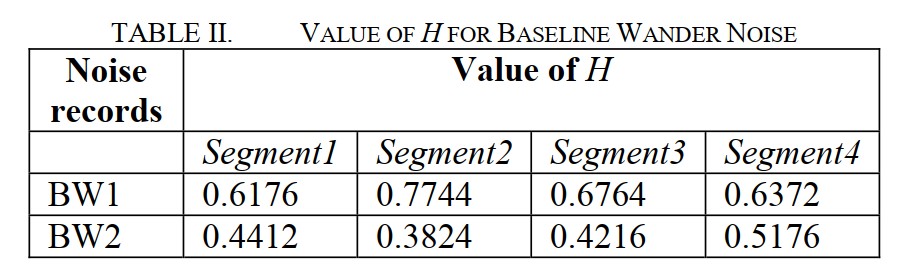 TABLE II. VALUE OF H FOR BASELINE WANDER NOISE
Noise records Value of H
Segment1 Segment2 Segment3 Segment4
BW1 0.6176 0.7744 0.6764 0.6372
BW2 0.4412 0.3824 0.4216 0.5176